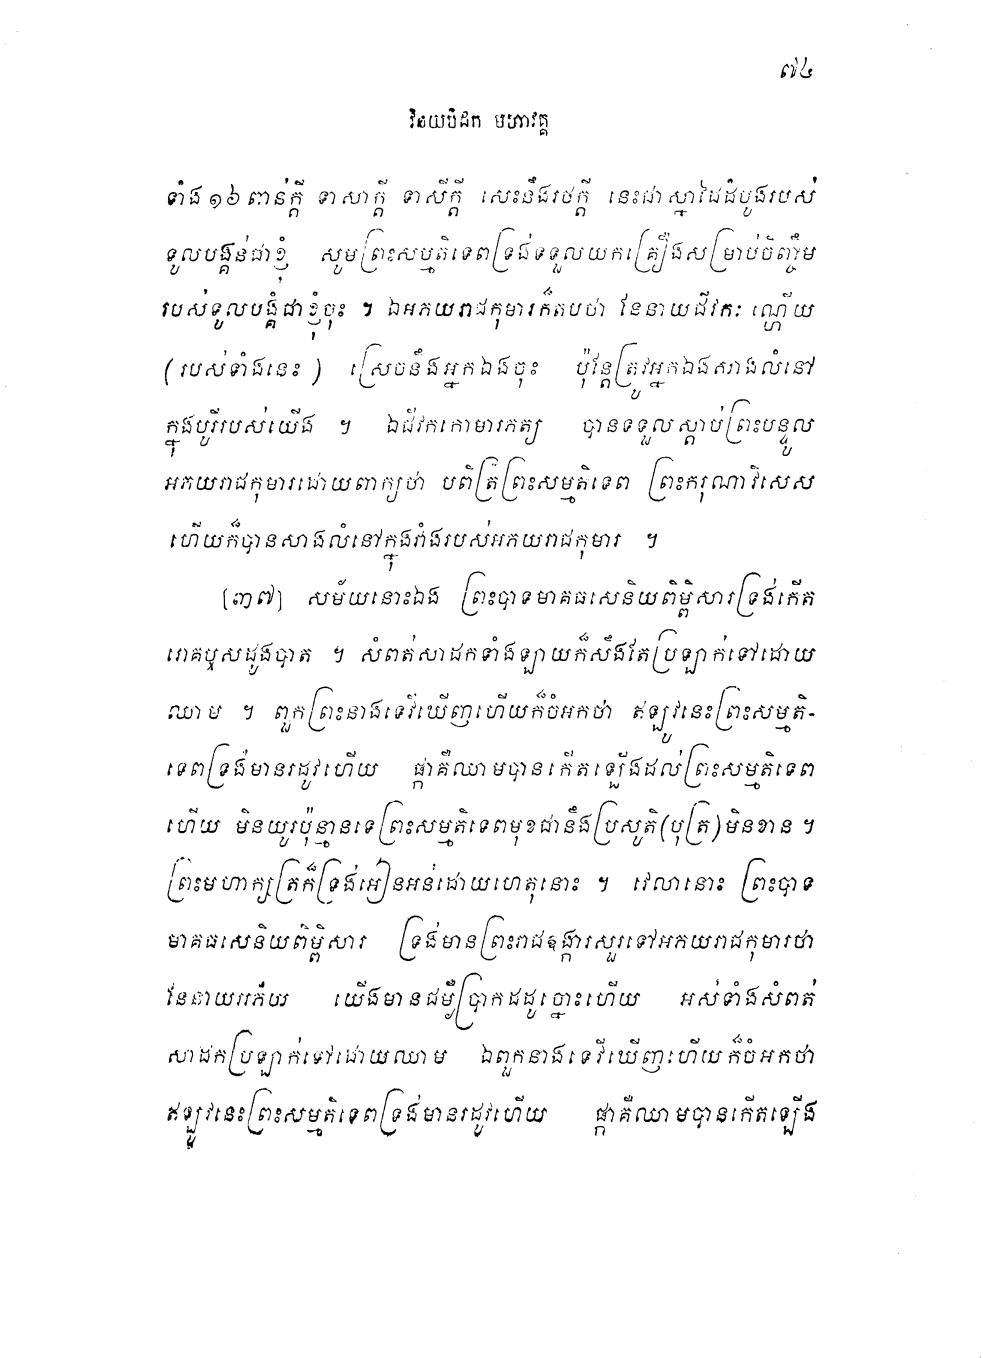 ៧៤
វិនយបិដក មហាវគ្គ
ទាំង១៦ពាន់ក្តី ទាសាក្តី ទាសីក្តី សេះនឹងរថក្តី នេះជាស្នាដៃដំបូងរបស់
ទូលបង្គន់ជាខ្ញុំ សូមព្រះសម្មតិទេពទ្រង់ទទួលយកគ្រឿងសម្រាប់ចិញ្ចឹម
របស់ទូលបង្គំជាខ្ញុំចុះ ។ ឯអភយរាជកុមារក៏តបថា នែនាយជីវកៈ ណ្ហើយ
(របស់ទាំងនេះ) ស្រេចនឹងអ្នកឯងចុះ ប៉ុន្តែត្រូវអ្នកឯងសាងលំនៅ
ក្នុងបូរីរបស់យើង ។ ឯជីវកកោមារភត្យ បានទទួលស្តាប់ព្រះបន្ទូល
អភយរាជកុមារដោយពាក្យថា បពិត្រព្រះសម្មតិទេព ព្រះករុណាវិសេស
ហើយក៏បានសាងលំនៅក្នុងវាំងរបស់អភយរាជកុមារ ។
[៣៧] សម័យនោះឯង ព្រះបាទមាគធសេនិយពិម្ពិសារទ្រង់កើត
រោគឫសដូងបាត ។ សំពត់សាដកទាំងឡាយក៏សឹងតែប្រឡាក់ទៅដោយ
ឈាម ។ ពួកព្រះនាងទេវីឃើញហើយក៏ចំអកថា ឥឡូវនេះព្រះសម្មតិ-
ទេពទ្រង់មានរដូវហើយ ផ្កាគឺឈាមបានកើតឡើងដល់ព្រះសម្មតិទេព
ហើយ មិនយូរប៉ុន្មានទេព្រះសម្មតិទេពមុខជានឹងប្រសូតិ(បុត្រ)មិនខាន ។
ព្រះមហាក្សត្រក៏ទ្រង់អៀនអន់ដោយហេតុនោះ ។ វេលានោះ ព្រះបាទ
មាគធសេនិយពិម្ពិសារ ទ្រង់មានព្រះរាជឱង្ការសួរទៅអភយរាជកុមារថា
នែនាយអភ័យ យើងមានជម្ងឺប្រាកដដូច្នោះហើយ អស់ទាំងសំពត់
សាដកប្រឡាក់ទៅដោយឈាម ឯពួកនាងទេវីឃើញហើយក៏ចំអកថា
ឥឡូវនេះព្រះសម្មតិទេពទ្រង់មានរដូវហើយ ផ្កាគឺឈាមបានកើតឡើង